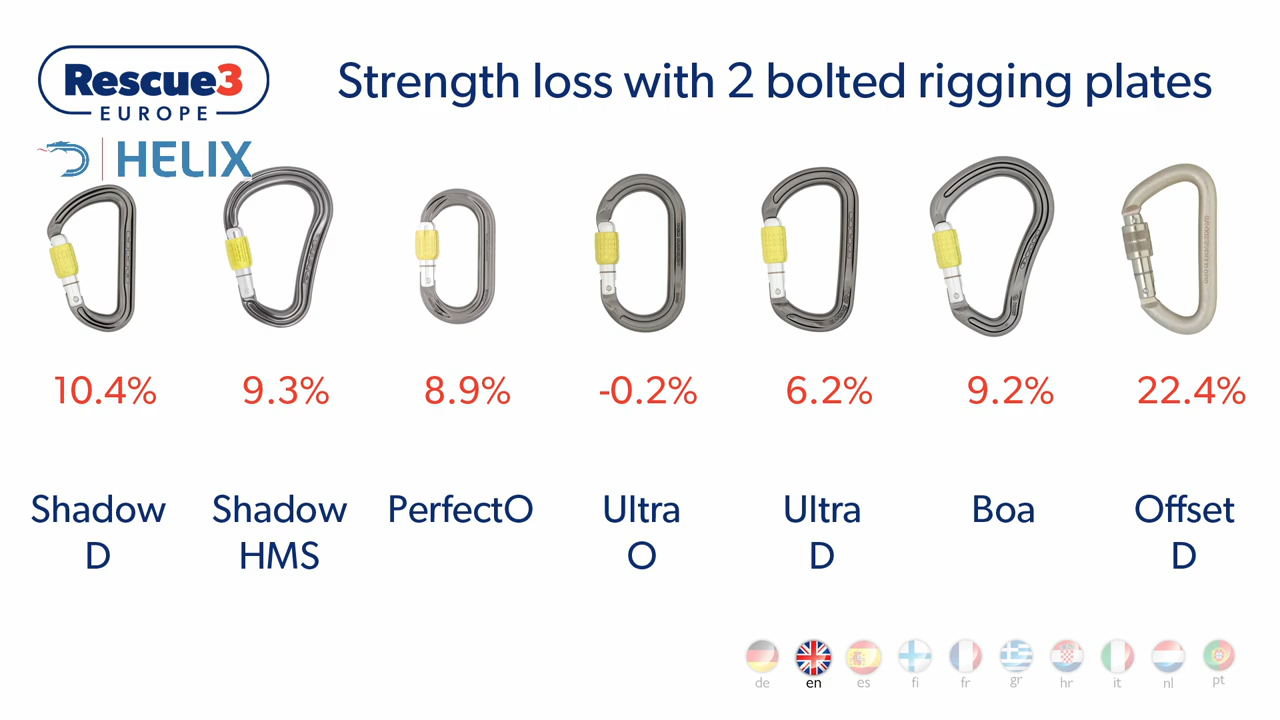 Rescue3
EUROPE
HELIX
Strength loss with 2 bolted rigging plates
10.4%
9.3%
8.9%
-0.2%
6.2%
9.2%
22.4%
Shadow
D
Shadow
HMS
PerfectO
Ultra
O
Ultra
D
Boa
Offset
D
de
en
es
fi
fr
gr
hr
it
nl
pt